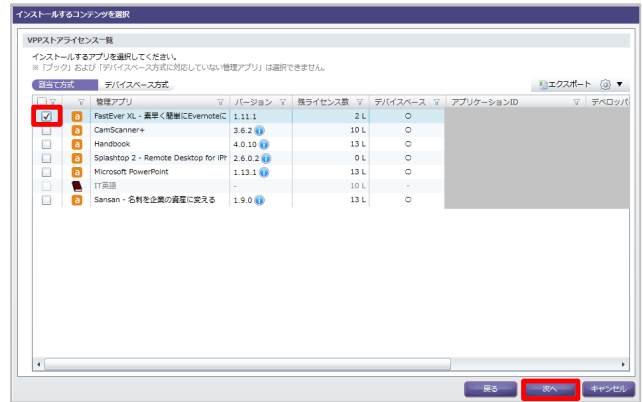 インストールするコンテンツを選択
VPPストアライセンス一覧
インストールするアプリを選択してください。
※「ブック」および「デバイスベース方式に対応していない管理アプリ」は選択できません。
割当て方式 デバイスベース方式 エクスポート
管理アプリ バージョン 残ライセンス数 デバイスベース アプリケーションID デベロッパ
a FastEver XL - 素早く簡単にEvernoteに 1.11.1 2 L ○
a CamScanner+ 3.6.2 10 L ○
a Handbook 4.0.10 13 L ○
a Splashtop 2 - Remote Desktop for iPh 2.6.0.2 0 L ○
a Microsoft PowerPoint 1.13.1 13 L ○
IT英語 - 10 L -
a Sansan - 名刺を企業の資産に変える 1.9.0 13 L ○
戻る 次へ キャンセル